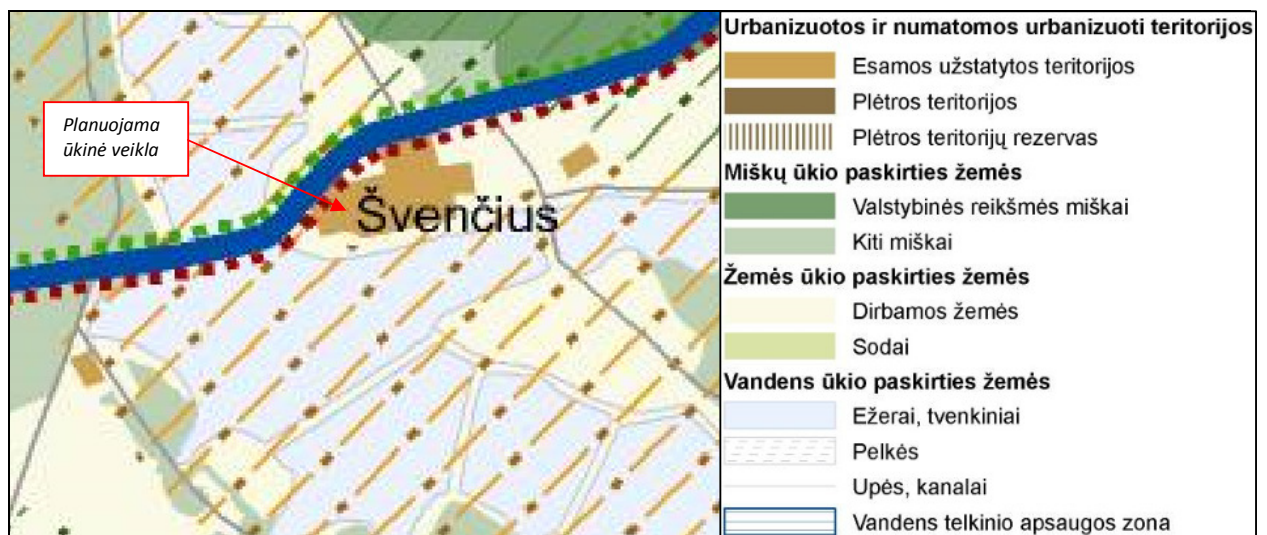 Planuojama
ūkinė veikla
Švenčius
Urbanizuotos ir numatomos urbanizuoti teritorijos
Esamos užstatytos teritorijos
Plėtros teritorijos
Plėtros teritorijų rezervas
Miškų ūkio paskirties žemės
Valstybinės reikšmės miškai
Kiti miškai
Žemės ūkio paskirties žemės
Dirbamos žemės
Sodai
Vandens ūkio paskirties žemės
Ežerai, tvenkiniai
Pelkės
Upės, kanalai
Vandens telkinio apsaugos zona